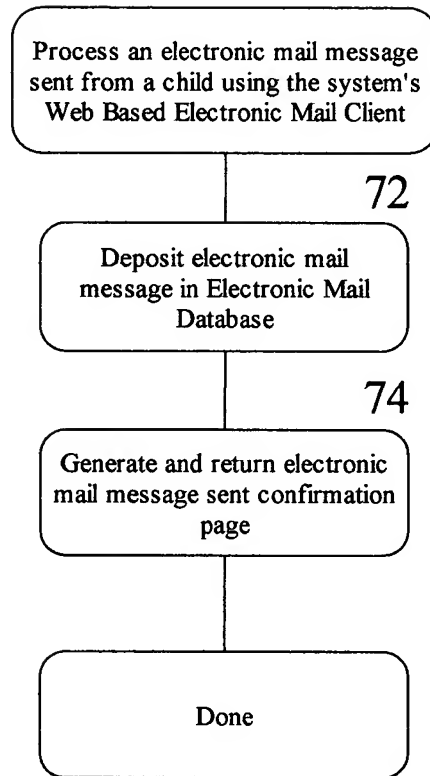 Process an electronic mail message
sent from a child using the system's
Web Based Electronic Mail Client
72
Deposit electronic mail
message in Electronic Mail
Database
74
Generate and return electronic
mail message sent confirmation
page
Done